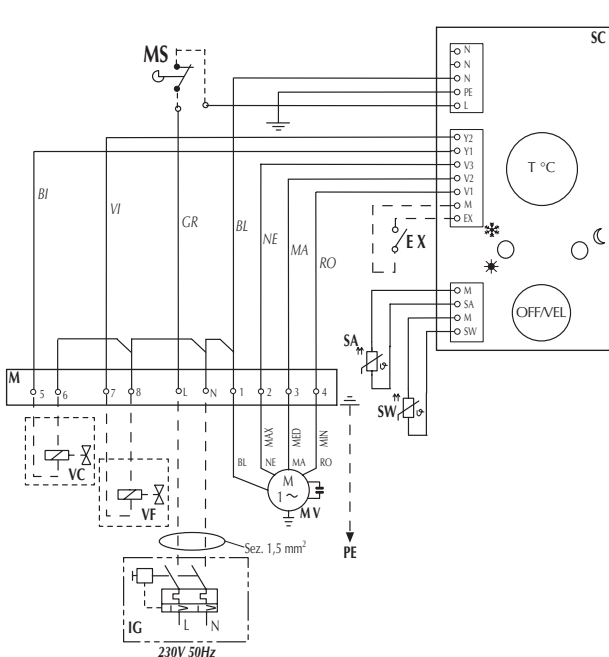 SC
MS
N
N
N
PE
L
Y2
Y1
V3
V2
V1
M
EX
T °C
BI
VI
GR
BL
NE
MA
RO
EX
M
SA
M
SW
OFF/VEL
SA
ϑ
SW
ϑ
M
5 6 7 8 L N 1 2 3 4
MAX MED MIN
BL NE MA RO
VC
VF
M
1~
MV
Sez. 1,5 mm²
PE
IG
L N
230V 50Hz